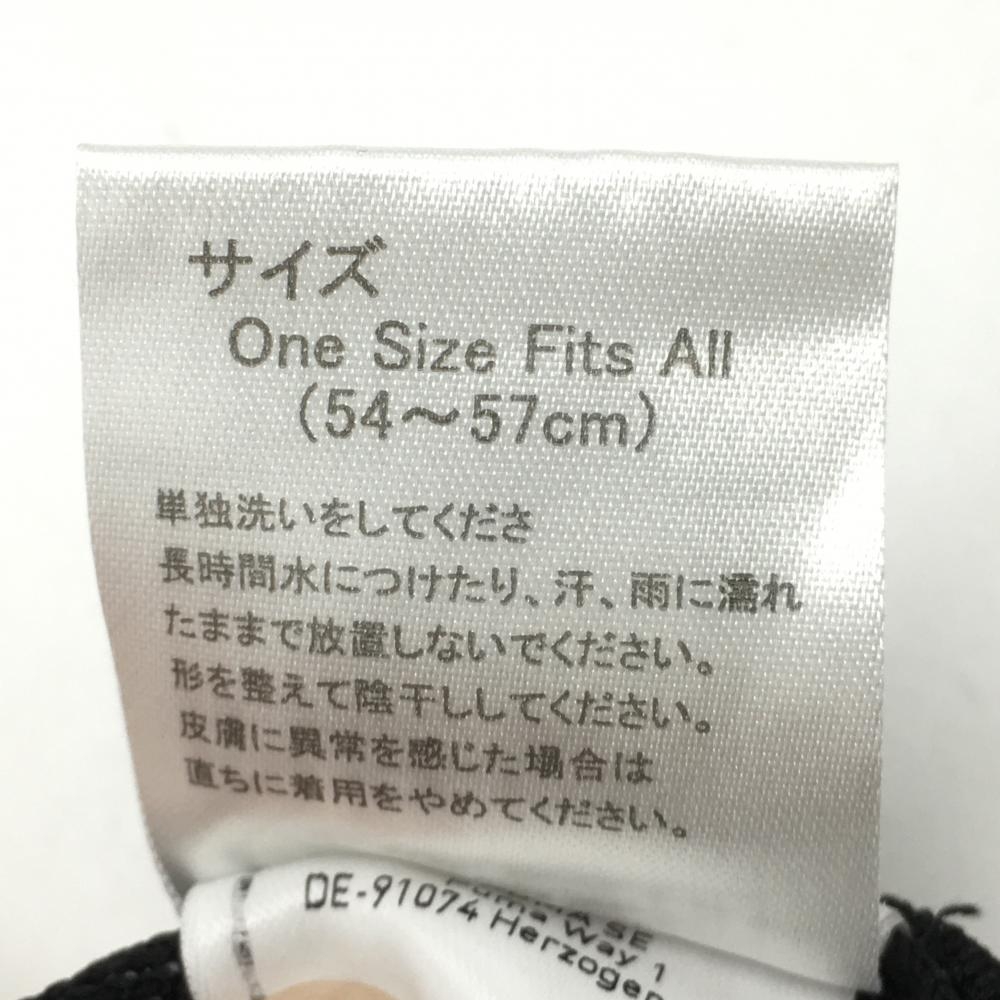 サイズ
One Size Fits All
(54～57cm)
単独洗いをしてくださ
長時間水につけたり、汗、雨に濡れ
たままで放置しないでください。
形を整えて陰干ししてください。
皮膚に異常を感じた場合は
直ちに着用をやめてください。
SE
Puma Way 1
DE-91074 Herzogen